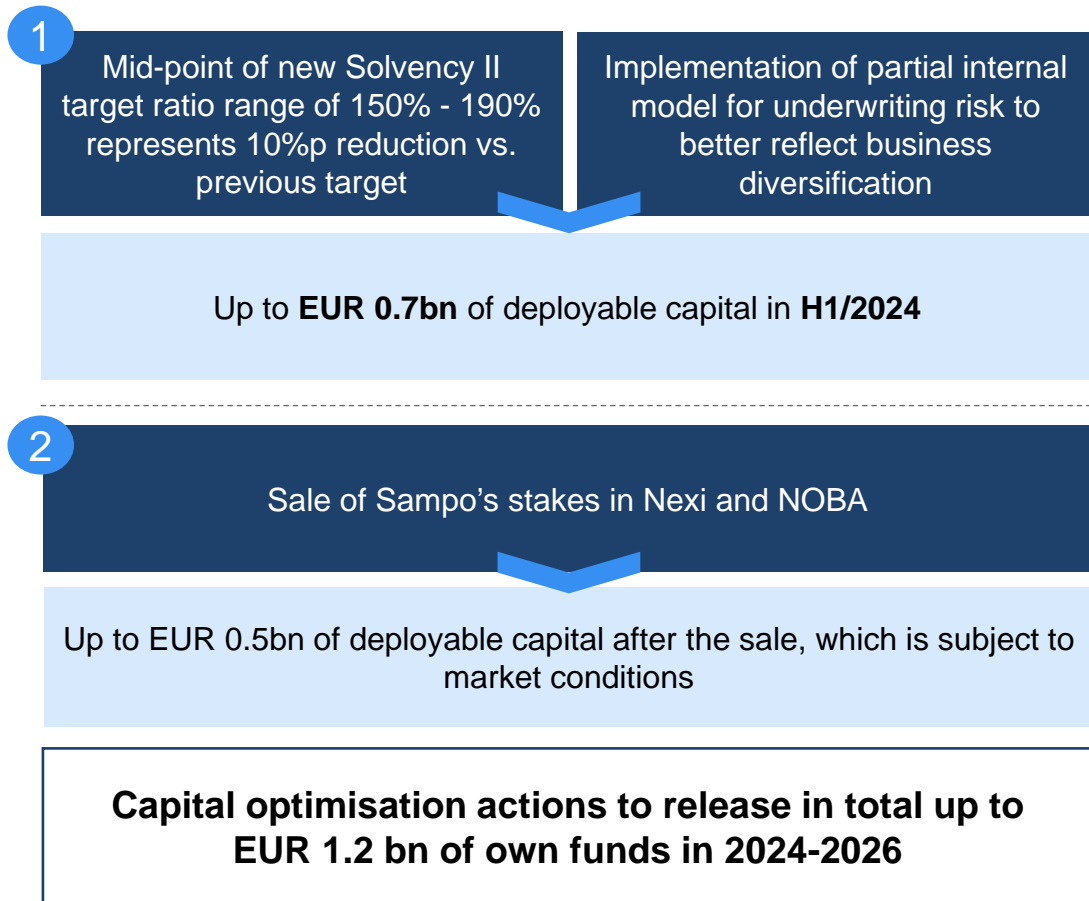 1
Mid-point of new Solvency II
target ratio range of 150% - 190%
represents 10%p reduction vs.
previous target
Implementation of partial internal
model for underwriting risk to
better reflect business
diversification
Up to EUR 0.7bn of deployable capital in H1/2024
2
Sale of Sampo’s stakes in Nexi and NOBA
Up to EUR 0.5bn of deployable capital after the sale, which is subject to
market conditions
Capital optimisation actions to release in total up to
EUR 1.2 bn of own funds in 2024-2026